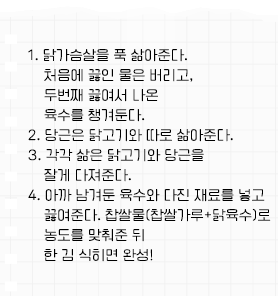 1. 닭가슴살을 푹 삶아준다.
처음에 끓인 물은 버리고,
두번째 끓여서 나온
육수를 챙겨둔다.
2. 당근은 닭고기와 따로 삶아준다.
3. 각각 삶은 닭고기와 당근을
잘게 다져준다.
4. 아까 남겨둔 육수와 다진 재료를 넣고
끓여준다. 찹쌀물(찹쌀가루+닭육수)로
농도를 맞춰준 뒤
한 김 식히면 완성!